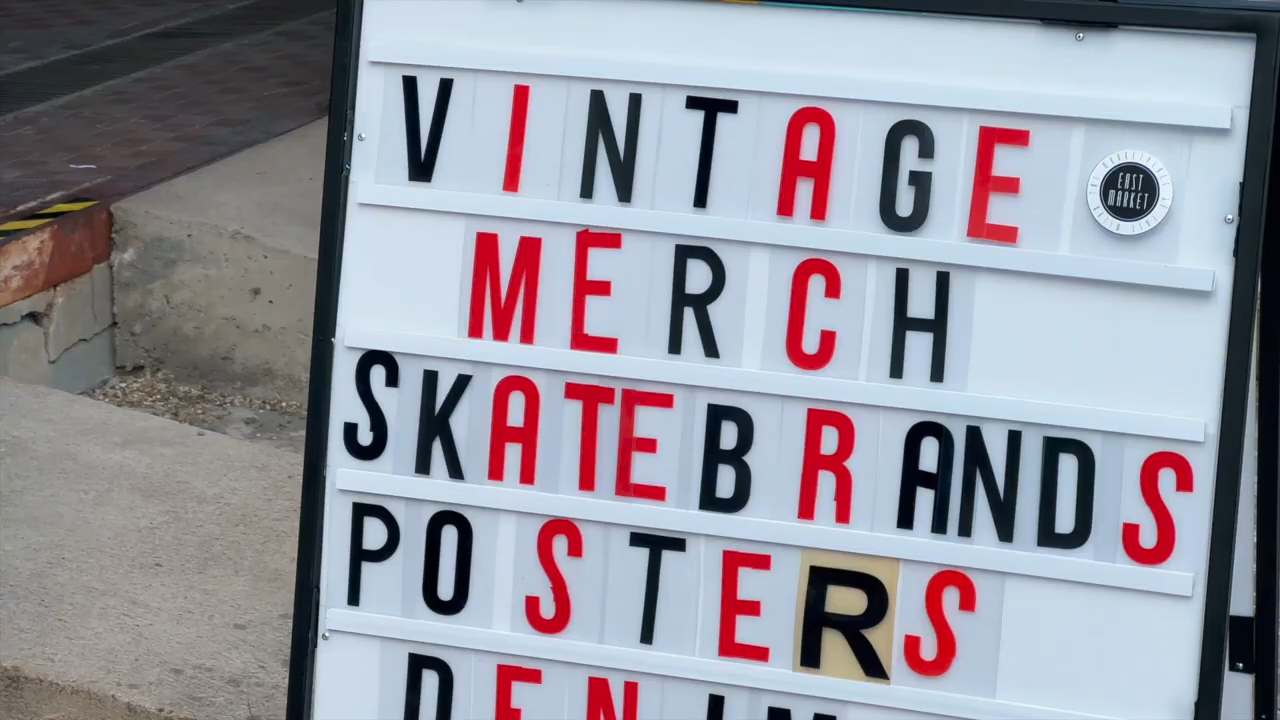 VINTAGE
EAST
MARKET
MERCH
SKATEBRANDS
POSTERS
DENIM